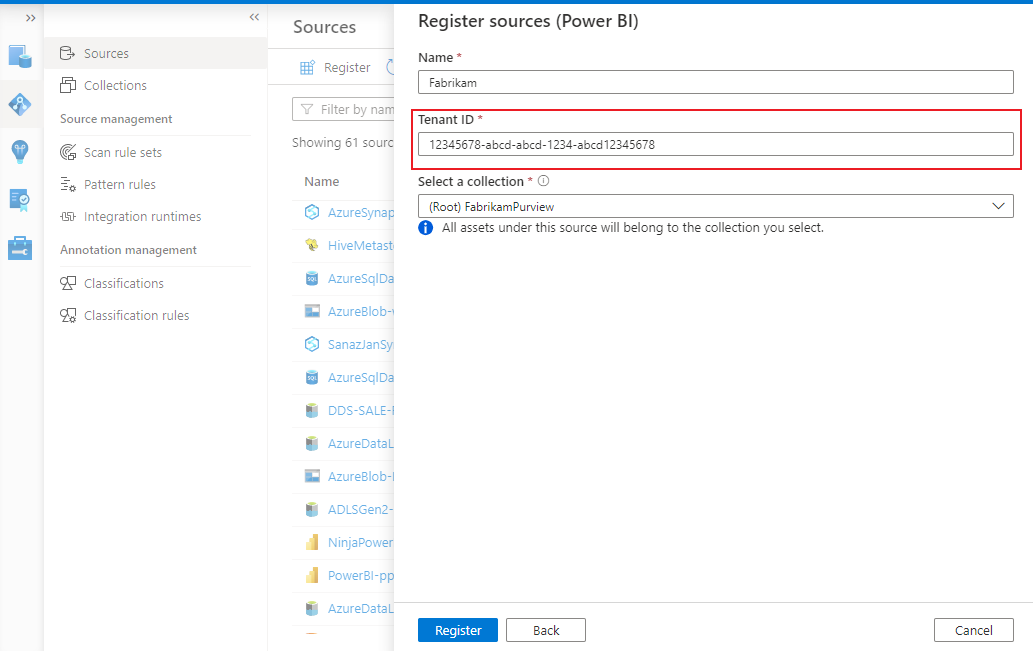 Sources
Collections
Source management
Scan rule sets
Pattern rules
Integration runtimes
Annotation management
Classifications
Classification rules
Sources
Register
Filter by nam
Showing 61 sourc
Name
AzureSynap
HiveMetasto
AzureSqlDa
AzureBlob-
SanazJanSy
AzureSqlDa
DDS-SALE-
AzureDataL
AzureBlob-
ADLSGen2-
NinjaPower
PowerBI-pp
AzureDataL
Register sources (Power BI)
Name *
Fabrikam
Tenant ID *
12345678-abcd-abcd-1234-abcd12345678
Select a collection *
(Root) FabrikamPurview
All assets under this source will belong to the collection you select.
Register
Back
Cancel